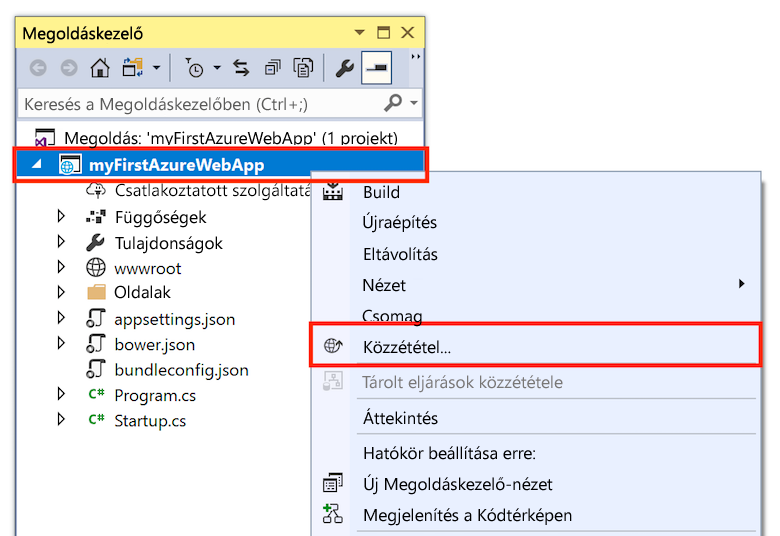 Megoldáskezelő
Keresés a Megoldáskezelőben (Ctrl+;)
Megoldás: 'myFirstAzureWebApp' (1 projekt)
myFirstAzureWebApp
Csatlakoztatott szolgáltatá
Függőségek
Tulajdonságok
wwwroot
Oldalak
appsettings.json
bower.json
bundleconfig.json
C# Program.cs
C# Startup.cs
Build
Újraépítés
Eltávolítás
Nézet
Csomag
Közzététel...
Tárolt eljárások közzététele
Áttekintés
Hatókör beállítása erre:
Új Megoldáskezelő-nézet
Megjelenítés a Kódtérképen